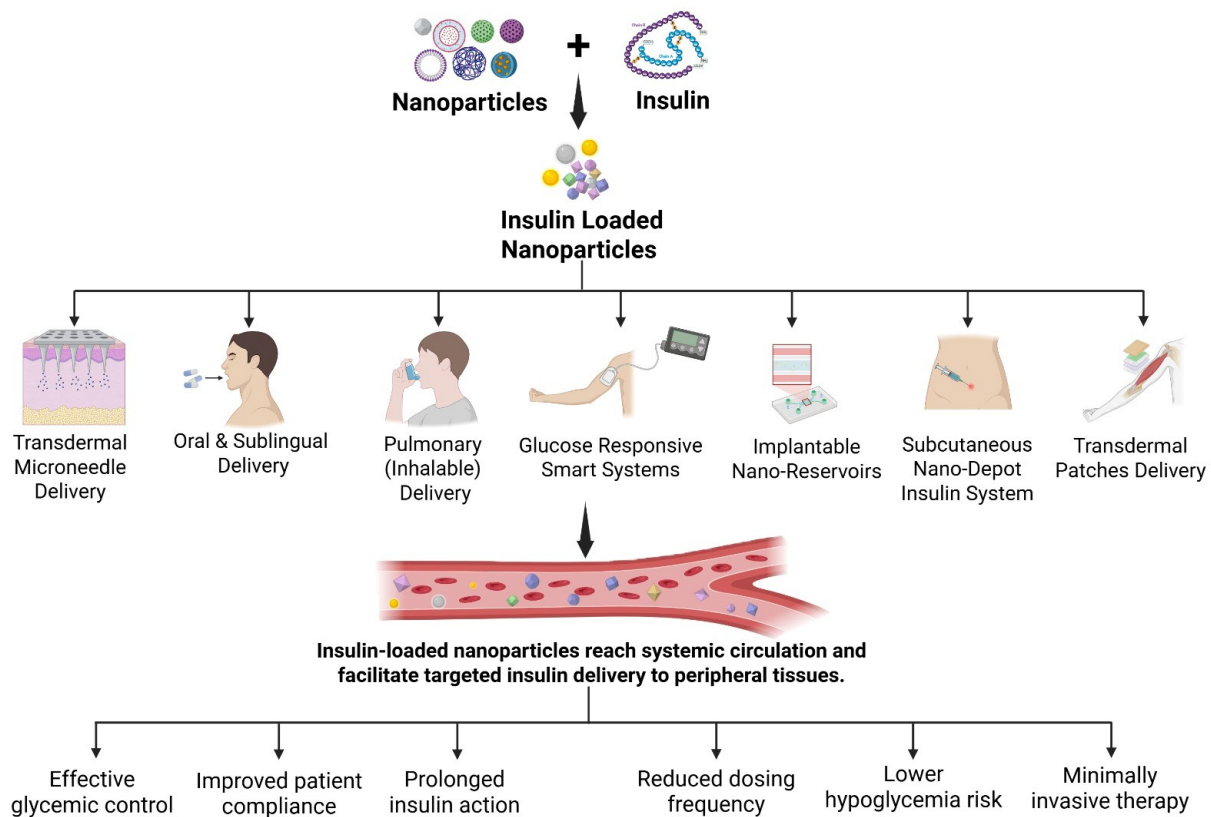 +
Nanoparticles
Insulin
Insulin Loaded
Nanoparticles
Transdermal
Microneedle
Delivery
Oral & Sublingual
Delivery
Pulmonary
(Inhalable)
Delivery
Glucose Responsive
Smart Systems
Implantable
Nano-Reservoirs
Subcutaneous
Nano-Depot
Insulin System
Transdermal
Patches Delivery
Insulin-loaded nanoparticles reach systemic circulation and
facilitate targeted insulin delivery to peripheral tissues.
Effective
glycemic control
Improved patient
compliance
Prolonged
insulin action
Reduced dosing
frequency
Lower
hypoglycemia risk
Minimally
invasive therapy